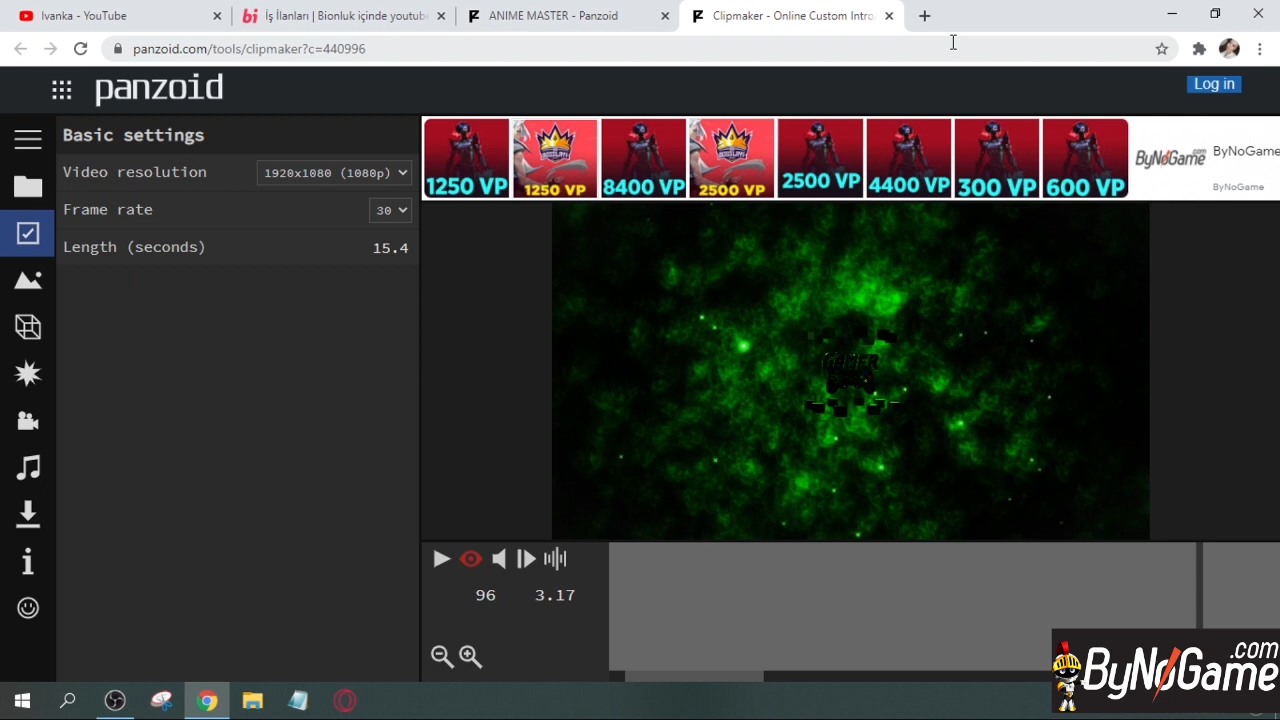 Ivanka - YouTube
İş İlanları | Bionluk içinde youtube
ANIME MASTER - Panzoid
Clipmaker - Online Custom Intro
panzoid.com/tools/clipmaker?c=440996
panzoid
Log in
Basic settings
Video resolution
1920x1080 (1080p)
Frame rate
30
Length (seconds)
15.4
1250 VP
1250 VP
8400 VP
2500 VP
2500 VP
4400 VP
300 VP
600 VP
ByNoGame
ByNoGame
ByNoGame
GAMER
96
3.17
ByNoGame
.com